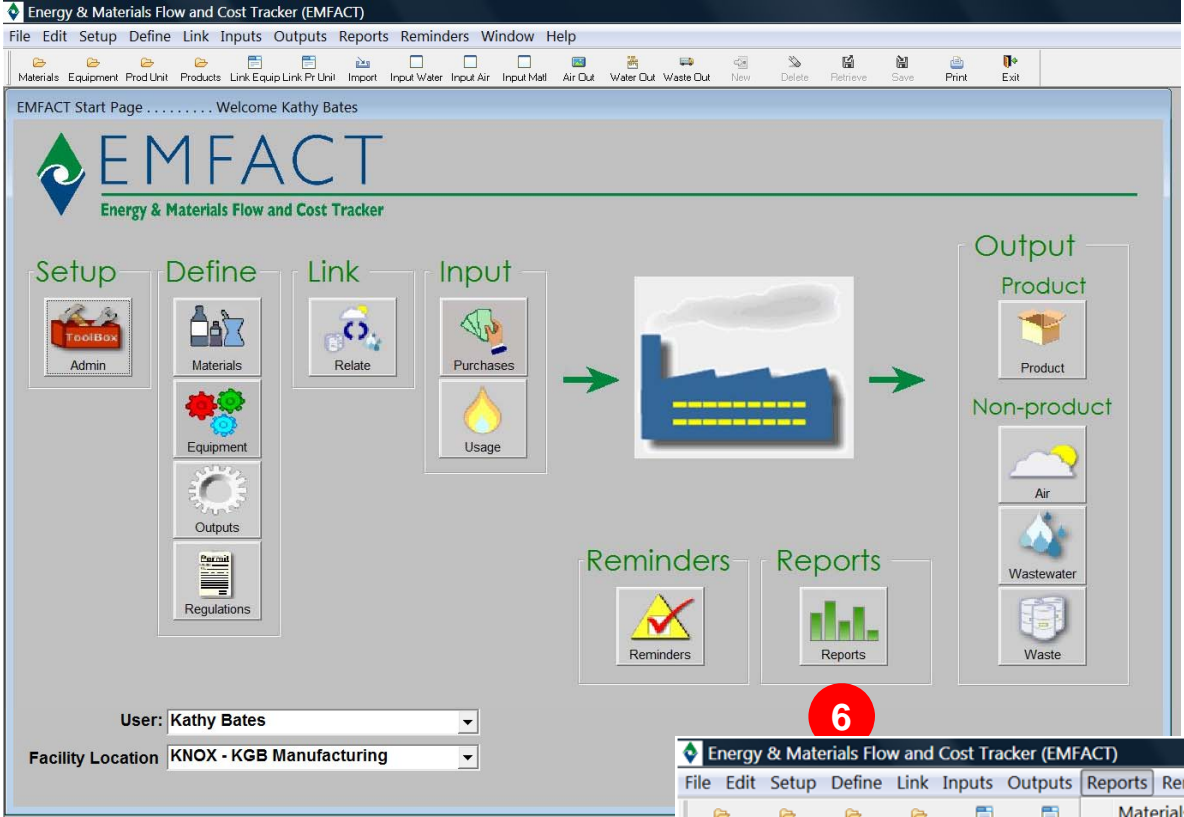 Energy & Materials Flow and Cost Tracker (EMFACT)
File Edit Setup Define Link Inputs Outputs Reports Reminders Window Help
Materials Equipment Prod Unit Products Link Equip Link Pr Unit Import Input Water Input Air Input Matl Air Out Water Out Waste Out New Delete Retrieve Save Print Exit
EMFACT Start Page . . . . . . . . . Welcome Kathy Bates
EMFACT
Energy & Materials Flow and Cost Tracker
Setup
ToolBox
Admin
Define
Materials
Equipment
Outputs
Permit
Regulations
Link
Relate
Input
Purchases
Usage
Output
Product
Product
Non-product
Air
Wastewater
Waste
Reminders
Reminders
Reports
Reports
6
User: Kathy Bates
Facility Location KNOX - KGB Manufacturing
Energy & Materials Flow and Cost Tracker (EMFACT)
File Edit Setup Define Link Inputs Outputs Reports Re
Material